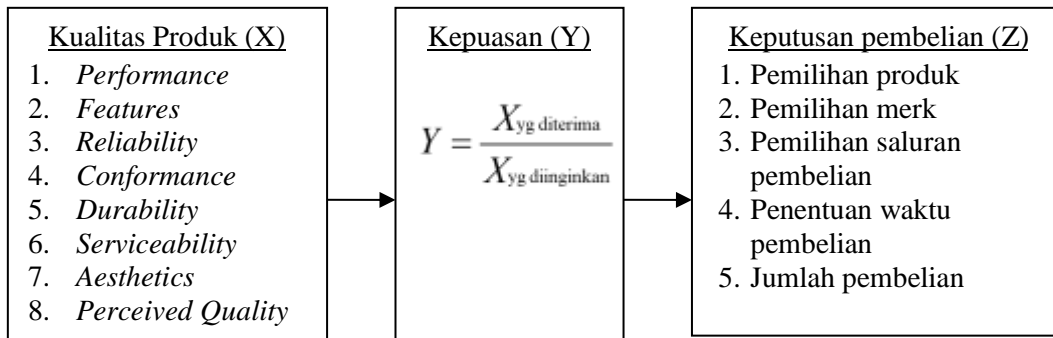 Kualitas Produk (X)
1. Performance
2. Features
3. Reliability
4. Conformance
5. Durability
6. Serviceability
7. Aesthetics
8. Perceived Quality
Kepuasan (Y)
Y = X yg diterima / X yg diinginkan
Keputusan pembelian (Z)
1. Pemilihan produk
2. Pemilihan merk
3. Pemilihan saluran
pembelian
4. Penentuan waktu
pembelian
5. Jumlah pembelian